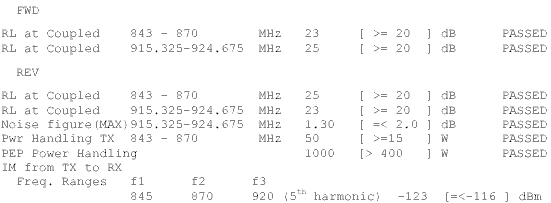 FWD
RL at Coupled 843 - 870 MHz 23 [ >= 20 ] dB PASSED
RL at Coupled 915.325-924.675 MHz 25 [ >= 20 ] dB PASSED
REV
RL at Coupled 843 - 870 MHz 25 [ >= 20 ] dB PASSED
RL at Coupled 915.325-924.675 MHz 23 [ >= 20 ] dB PASSED
Noise figure(MAX)915.325-924.675 MHz 1.30 [ =< 2.0 ] dB PASSED
Pwr Handling TX 843 - 870 MHz 50 [ >=15 ] W PASSED
PEP Power Handling 1000 [> 400 ] W PASSED
IM from TX to RX
Freq. Ranges f1 f2 f3
845 870 920 (5th harmonic) -123 [=<-116 ] dBm